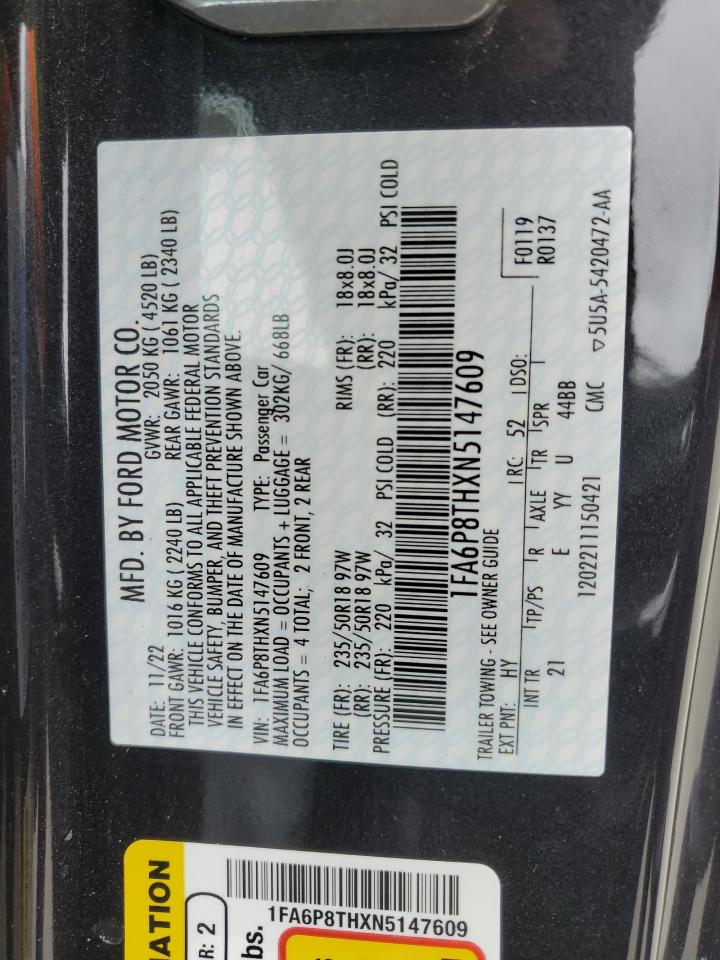 MFD. BY FORD MOTOR CO.
DATE: 11/22 GVWR: 2050 KG ( 4520 LB)
FRONT GAWR: 1016 KG ( 2240 LB) REAR GAWR: 1061 KG ( 2340 LB)
THIS VEHICLE CONFORMS TO ALL APPLICABLE FEDERAL MOTOR
VEHICLE SAFETY, BUMPER, AND THEFT PREVENTION STANDARDS
IN EFFECT ON THE DATE OF MANUFACTURE SHOWN ABOVE.
VIN: 1FA6P8THXN5147609 TYPE: Passenger Car
MAXIMUM LOAD = OCCUPANTS + LUGGAGE = 302KG/ 668LB
OCCUPANTS = 4 TOTAL; 2 FRONT, 2 REAR
TIRE (FR): 235/50R18 97W RIMS (FR): 18x8.0J
(RR): 235/50R18 97W (RR): 18x8.0J
PRESSURE (FR): 220 kPa/ 32 PSI COLD (RR): 220 kPa/ 32 PSI COLD
1FA6P8THXN5147609
TRAILER TOWING - SEE OWNER GUIDE
EXT PNT: HY RC: 52 DSO: F0119
R0137
INT TR TP/PS R AXLE TR SPR
21 E YY U 44BB
12022111150421 CMC ▽5U5A-5420472-AA
ATION
R: 2
1FA6P8THXN5147609
bs.